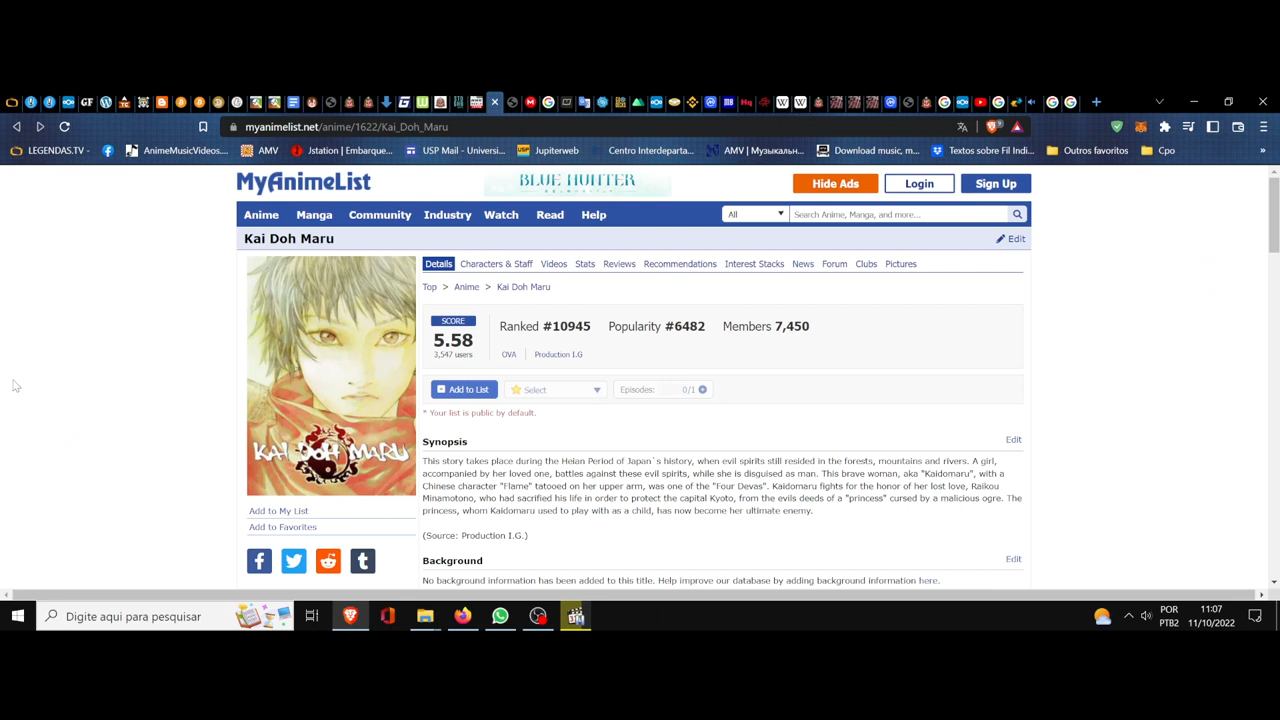 GF
Hq
myanimelist.net/anime/1622/Kai_Doh_Maru
9
LEGENDAS.TV
AnimeMusicVideos...
AMV
Jstation | Embarque...
USP Mail - Universi...
Jupiterweb
Centro Interdeparta...
AMV | Музыкальн...
Download music, m...
Textos sobre Fil Indi...
Outros favoritos
Cpo
»
MyAnimeList
BLUE HUNTER
Hide Ads
Login
Sign Up
Anime Manga Community Industry Watch Read Help
All
Search Anime, Manga, and more...
Kai Doh Maru
Edit
Details Characters & Staff Videos Stats Reviews Recommendations Interest Stacks News Forum Clubs Pictures
Top > Anime > Kai Doh Maru
SCORE
5.58
3,547 users
Ranked #10945 Popularity #6482 Members 7,450
OVA
Production I.G
Add to List
Select
Episodes: 0/1
* Your list is public by default.
KAI DOH MARU
Synopsis
Edit
This story takes place during the Heian Period of Japan`s history, when evil spirits still resided in the forests, mountains and rivers. A girl,
accompanied by her loved one, battles against these evil spirits, while she is disguised as man. This brave woman, aka "Kaidomaru", with a
Chinese character "Flame" tatooed on her upper arm, was one of the "Four Devas". Kaidomaru fights for the honor of her lost love, Raikou
Minamotono, who had sacrified his life in order to protect the capital Kyoto, from the evils deeds of a "princess" cursed by a malicious ogre. The
princess, whom Kaidomaru used to play with as a child, has now become her ultimate enemy.
(Source: Production I.G.)
Add to My List
Add to Favorites
Background
Edit
No background information has been added to this title. Help improve our database by adding background information here.
Digite aqui para pesquisar
POR
PTB2
11:07
11/10/2022